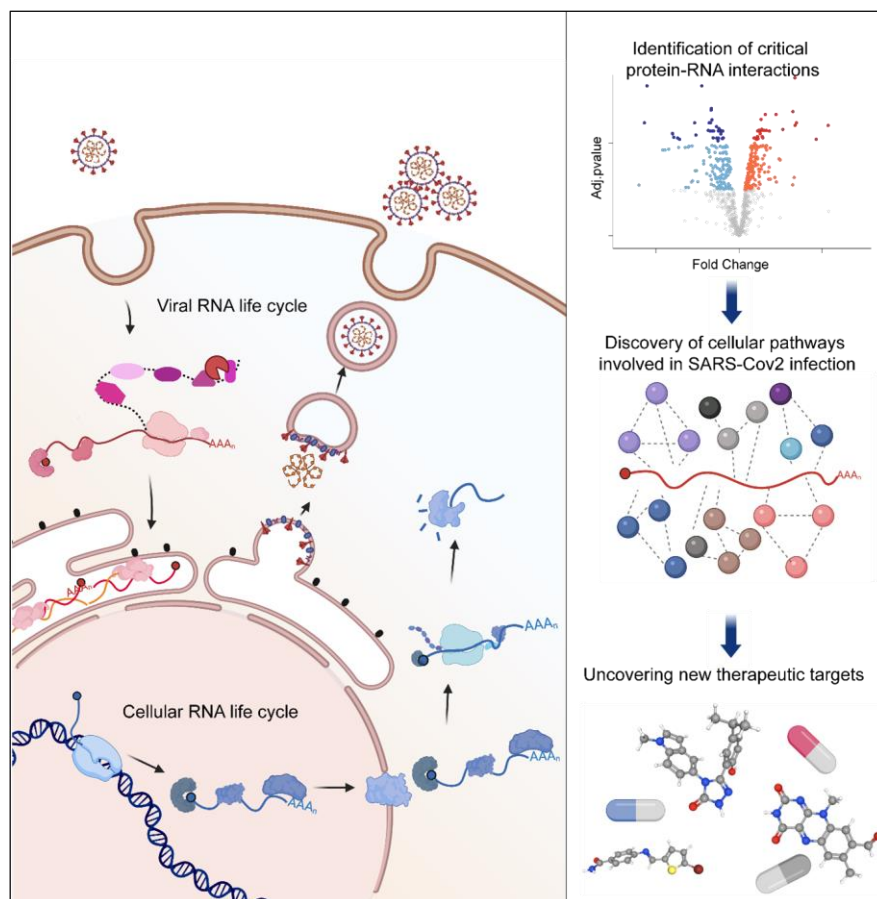 Viral RNA life cycle
AAAₙ
AAAₙ
AAAₙ
Cellular RNA life cycle
AAAₙ
AAAₙ
Identification of critical
protein-RNA interactions
Adj.pvalue
Fold Change
Discovery of cellular pathways
involved in SARS-Cov2 infection
AAAₙ
Uncovering new therapeutic targets